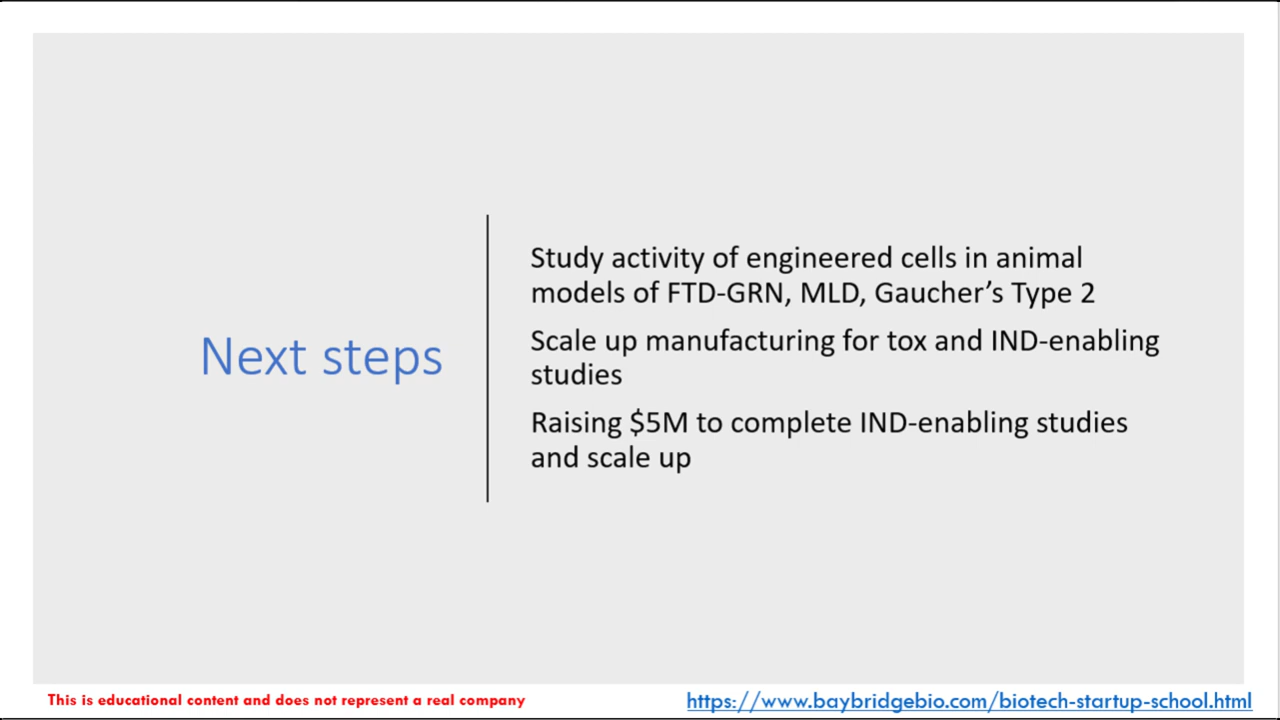 Next steps
Study activity of engineered cells in animal
models of FTD-GRN, MLD, Gaucher’s Type 2
Scale up manufacturing for tox and IND-enabling
studies
Raising $5M to complete IND-enabling studies
and scale up
This is educational content and does not represent a real company
https://www.baybridgebio.com/biotech-startup-school.html